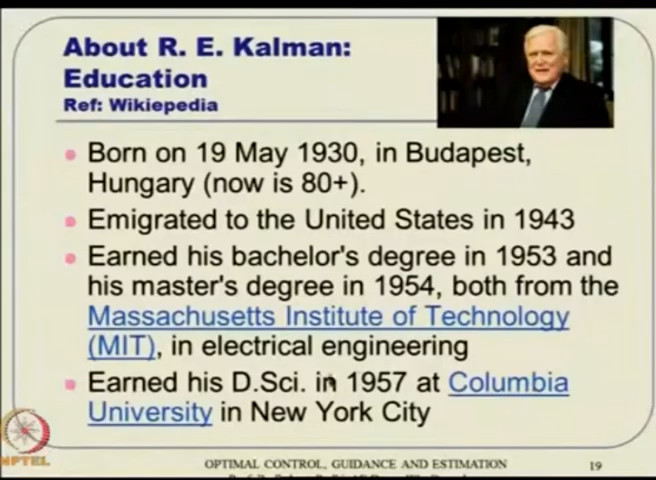 About R. E. Kalman:
Education
Ref: Wikiepedia
Born on 19 May 1930, in Budapest,
Hungary (now is 80+).
Emigrated to the United States in 1943
Earned his bachelor's degree in 1953 and
his master's degree in 1954, both from the
Massachusetts Institute of Technology
(MIT), in electrical engineering
Earned his D.Sci. in 1957 at Columbia
University in New York City
NPTEL
OPTIMAL CONTROL, GUIDANCE AND ESTIMATION
19